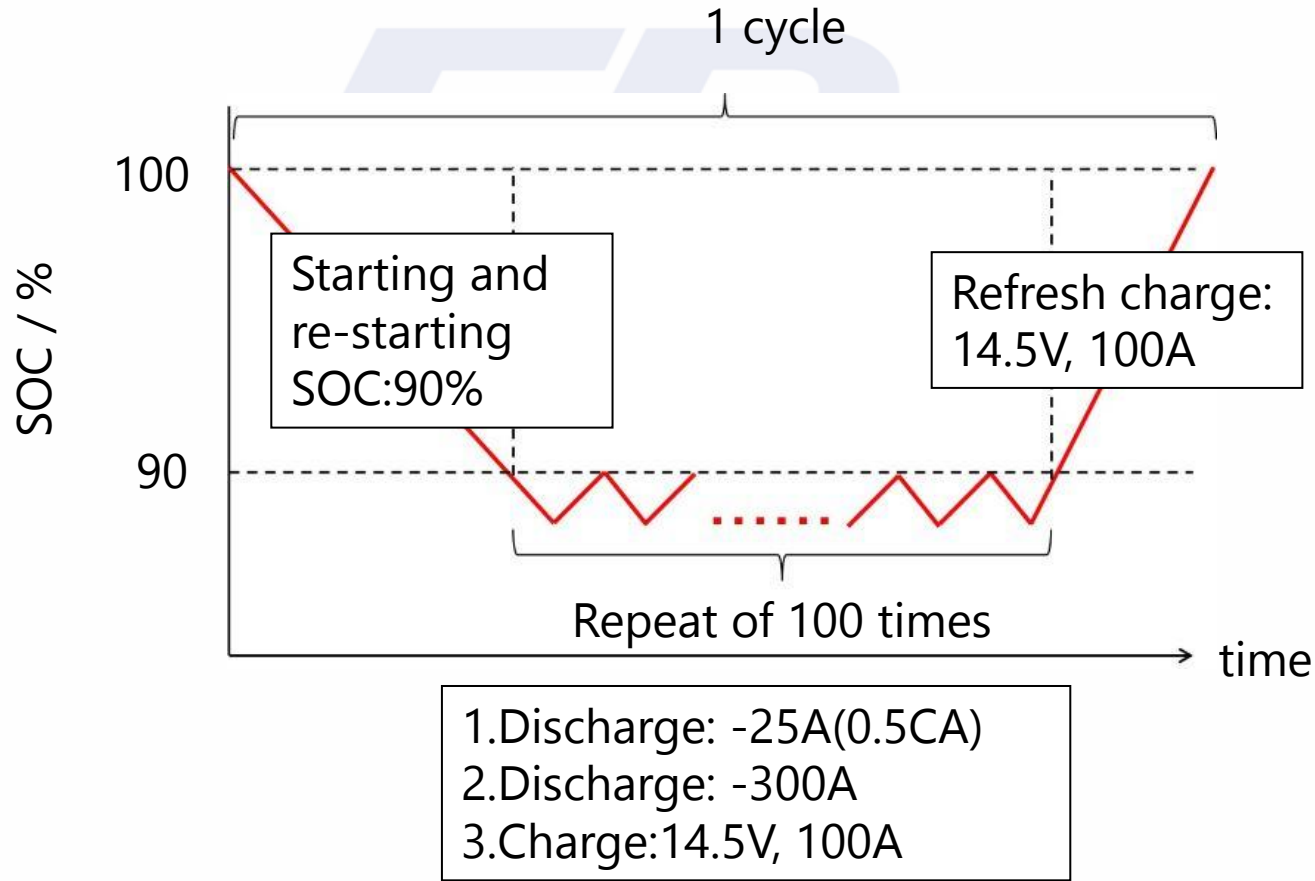 1 cycle
100
Starting and
re-starting
SOC:90%
Refresh charge:
14.5V, 100A
SOC / %
90
Repeat of 100 times
time
1.Discharge: -25A(0.5CA)
2.Discharge: -300A
3.Charge:14.5V, 100A